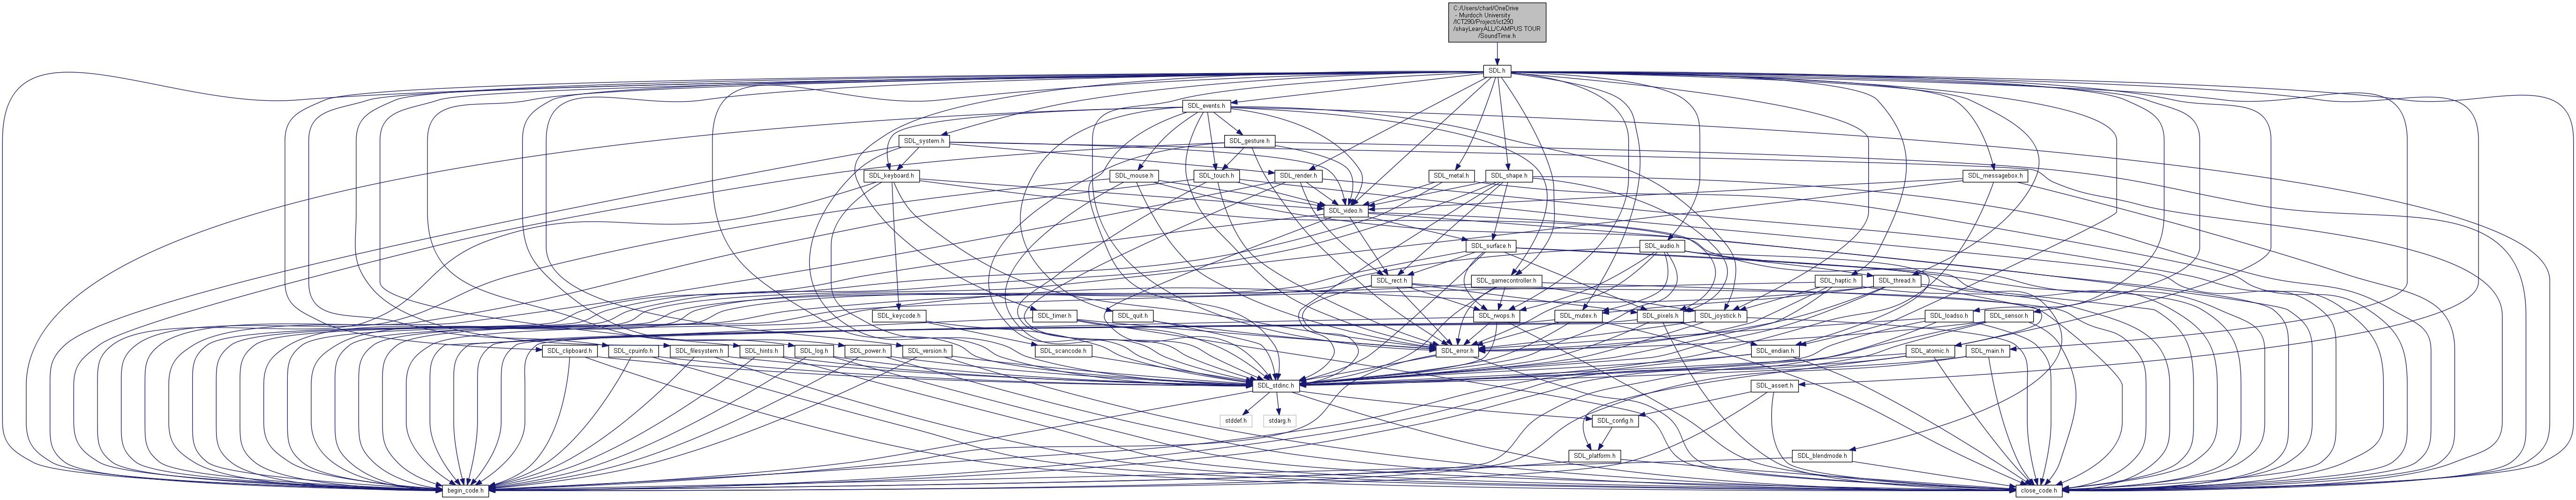 C:/Users/charl/OneDrive
- Murdoch University
/ICT290/Project/ict290
/shayLearyALL/CAMPUS TOUR
/SoundTime.h
SDL.h
SDL_events.h
SDL_system.h
SDL_gesture.h
SDL_keyboard.h
SDL_mouse.h
SDL_touch.h
SDL_render.h
SDL_metal.h
SDL_shape.h
SDL_messagebox.h
SDL_video.h
SDL_surface.h
SDL_audio.h
SDL_rect.h
SDL_gamecontroller.h
SDL_haptic.h
SDL_thread.h
SDL_keycode.h
SDL_timer.h
SDL_quit.h
SDL_rwops.h
SDL_mutex.h
SDL_pixels.h
SDL_joystick.h
SDL_loadso.h
SDL_sensor.h
SDL_clipboard.h
SDL_cpuinfo.h
SDL_filesystem.h
SDL_hints.h
SDL_log.h
SDL_power.h
SDL_version.h
SDL_scancode.h
SDL_error.h
SDL_endian.h
SDL_atomic.h
SDL_main.h
SDL_stdinc.h
SDL_assert.h
stddef.h
stdarg.h
SDL_config.h
SDL_platform.h
SDL_blendmode.h
begin_code.h
close_code.h